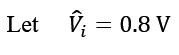 Let V̂ᵢ = 0.8 V